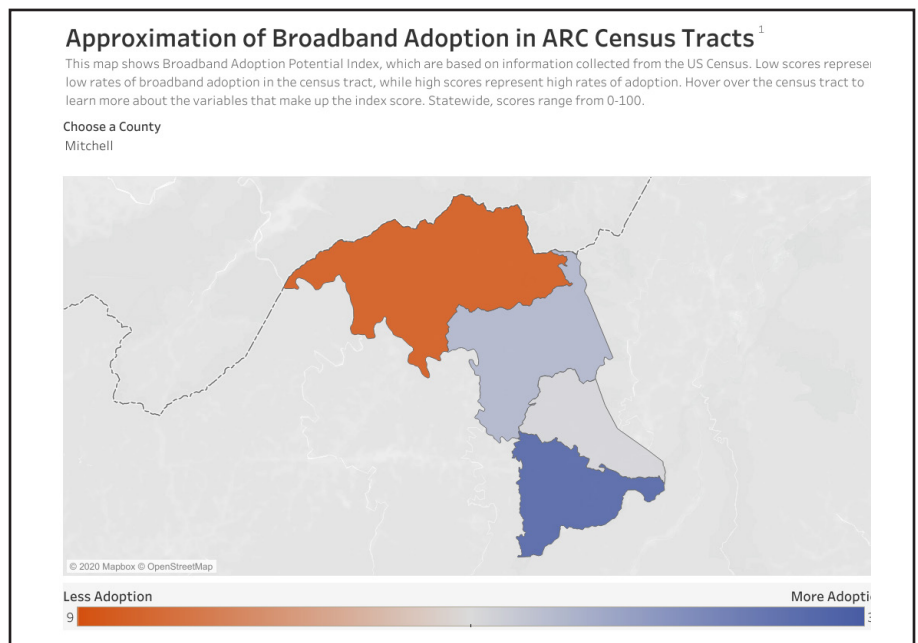 Approximation of Broadband Adoption in ARC Census Tracts 1
This map shows Broadband Adoption Potential Index, which are based on information collected from the US Census. Low scores
low rates of broadband adoption in the census tract, while high scores represent high rates of adoption. Hover over the census tract to
learn more about the variables that make up the index score. Statewide, scores range from 0-100.
Choose a County
Mitchell
© 2020 Mapbox © OpenStreetMap
Less Adoption
More
9